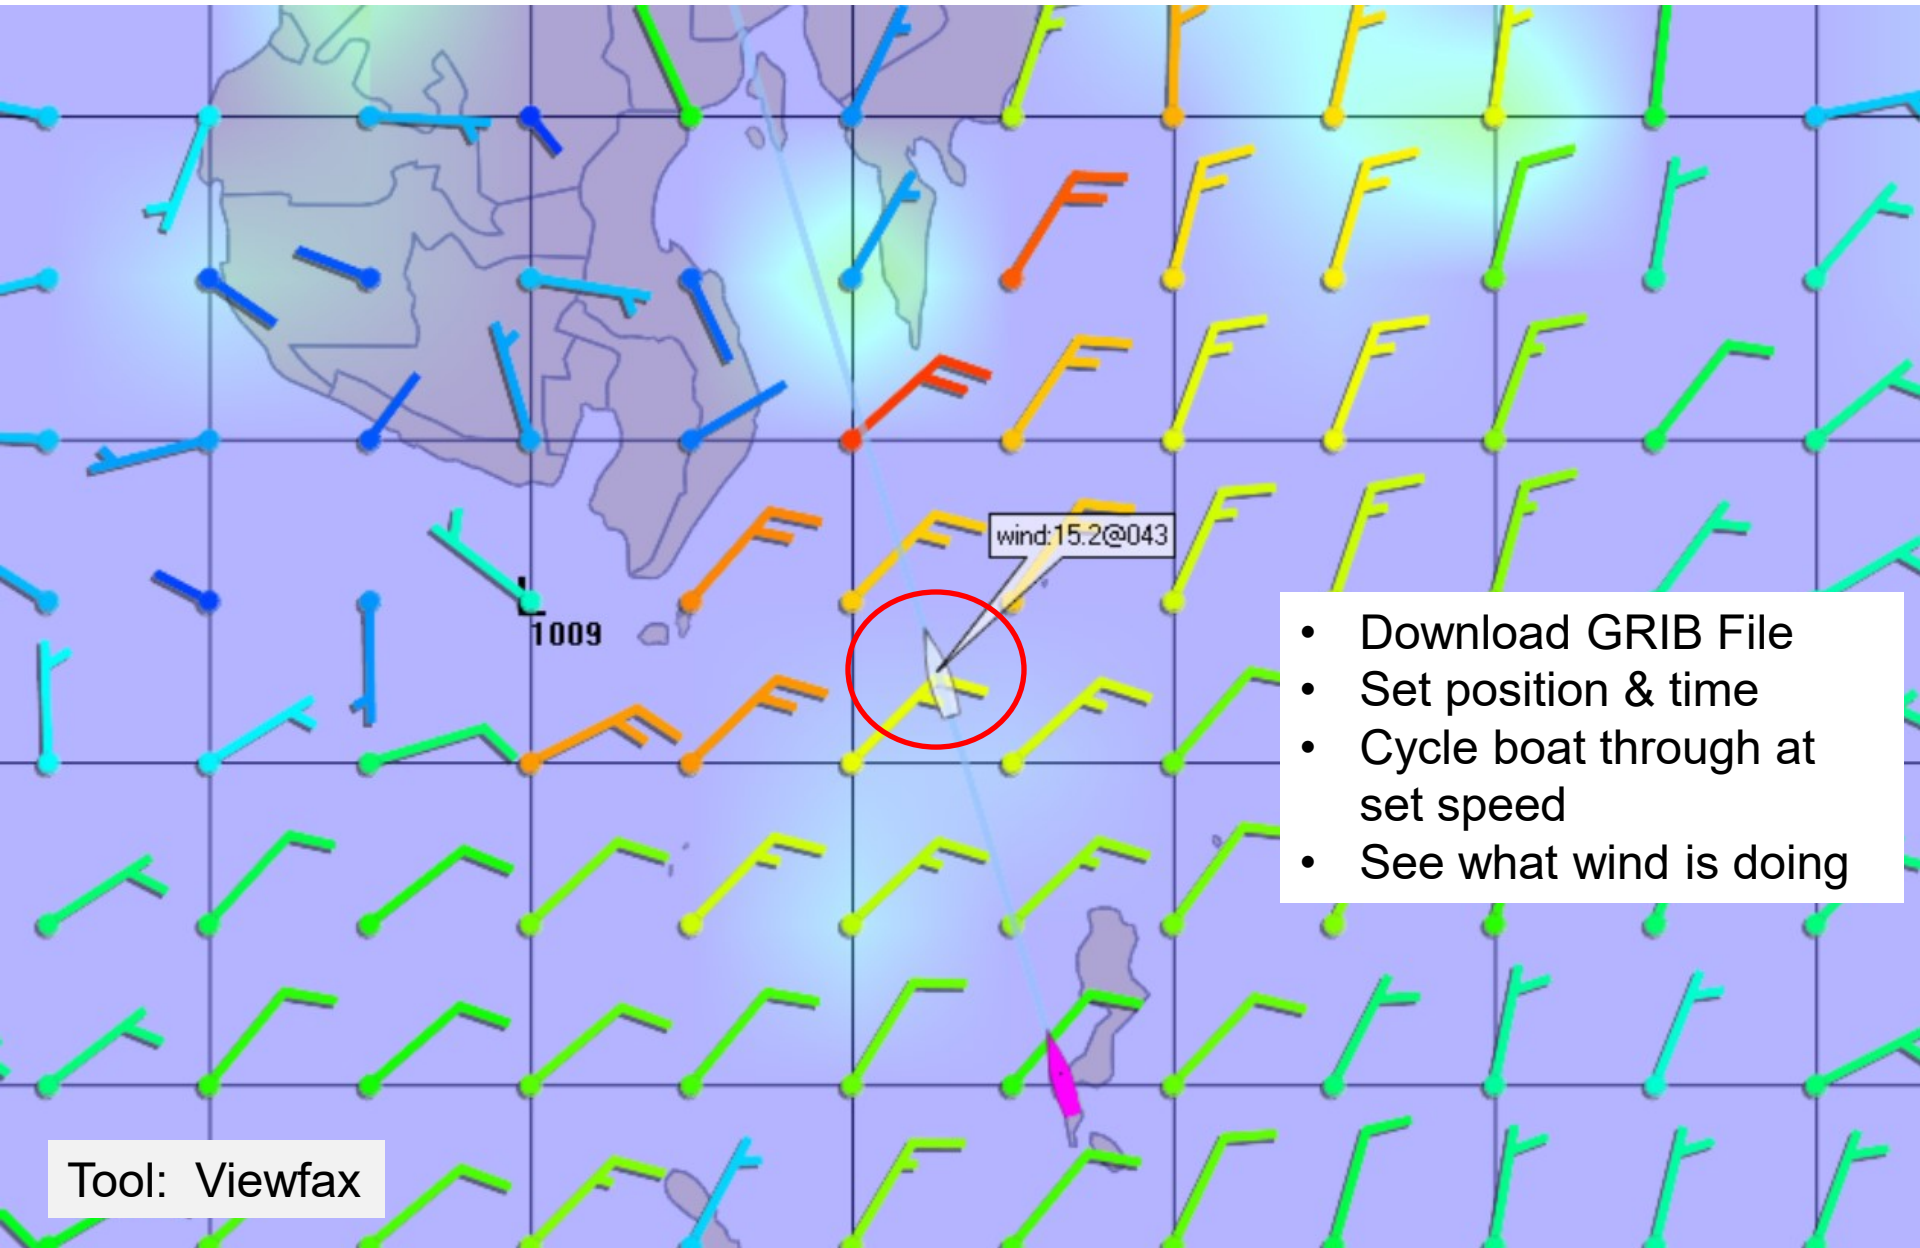 wind:15.2@043
L
1009
• Download GRIB File
• Set position & time
• Cycle boat through at
set speed
• See what wind is doing
Tool: Viewfax